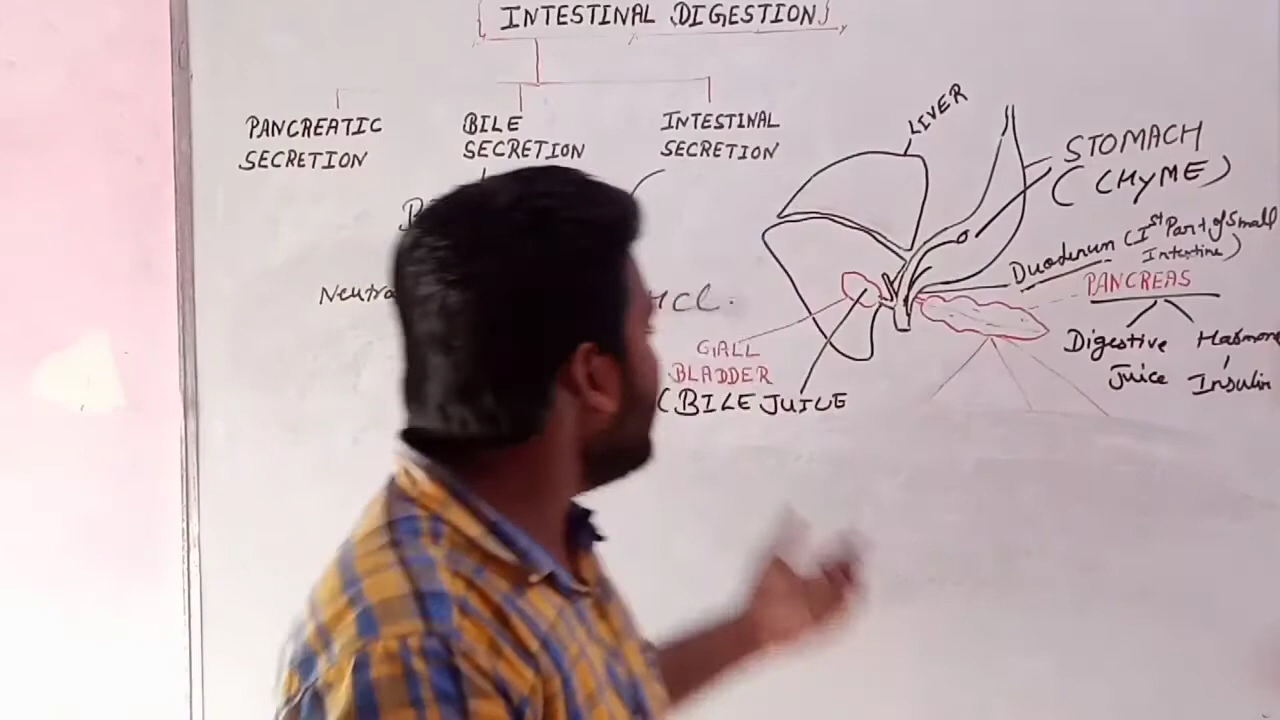 INTESTINAL DIGESTION
PANCREATIC
SECRETION
BILE
SECRETION
INTESTINAL
SECRETION
LIVER
STOMACH
(CHYME)
Duodenum (Ist Part of Small
Intestine)
PANCREAS
Digestive
Juice
Harmone
Insulin
HCl.
GALL
BLADDER
(BILE JUICE